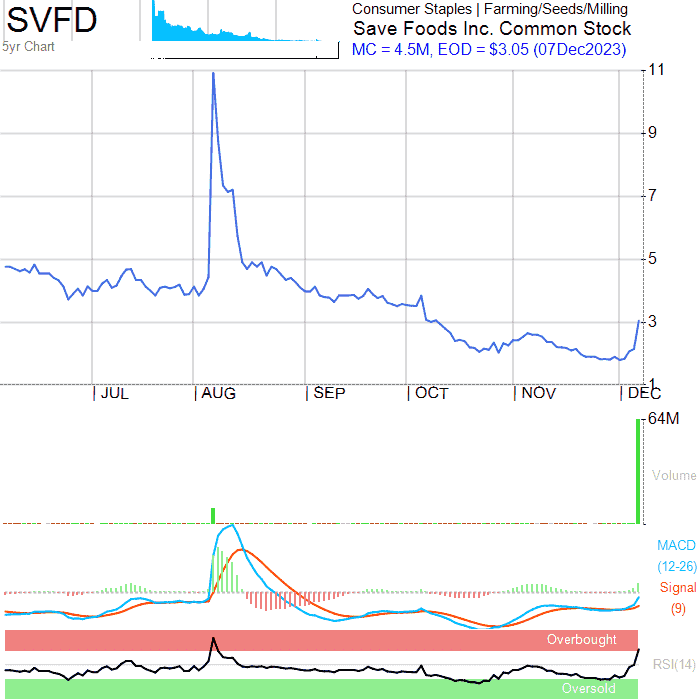 SVFD
5yr Chart
Consumer Staples | Farming/Seeds/Milling
Save Foods Inc. Common Stock
MC = 4.5M, EOD = $3.05 (07Dec2023)
11
9
7
5
3
1
JUL
AUG
SEP
OCT
NOV
DEC
64M
Volume
MACD
(12-26)
Signal
(9)
Overbought
RSI(14)
Oversold